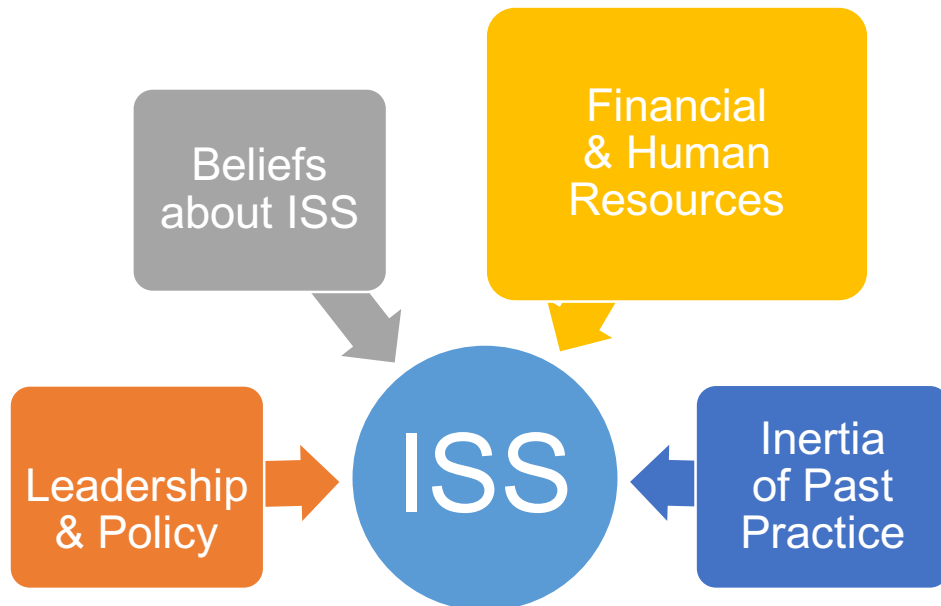 Financial
& Human
Resources
Beliefs
about ISS
ISS
Leadership
& Policy
Inertia
of Past
Practice